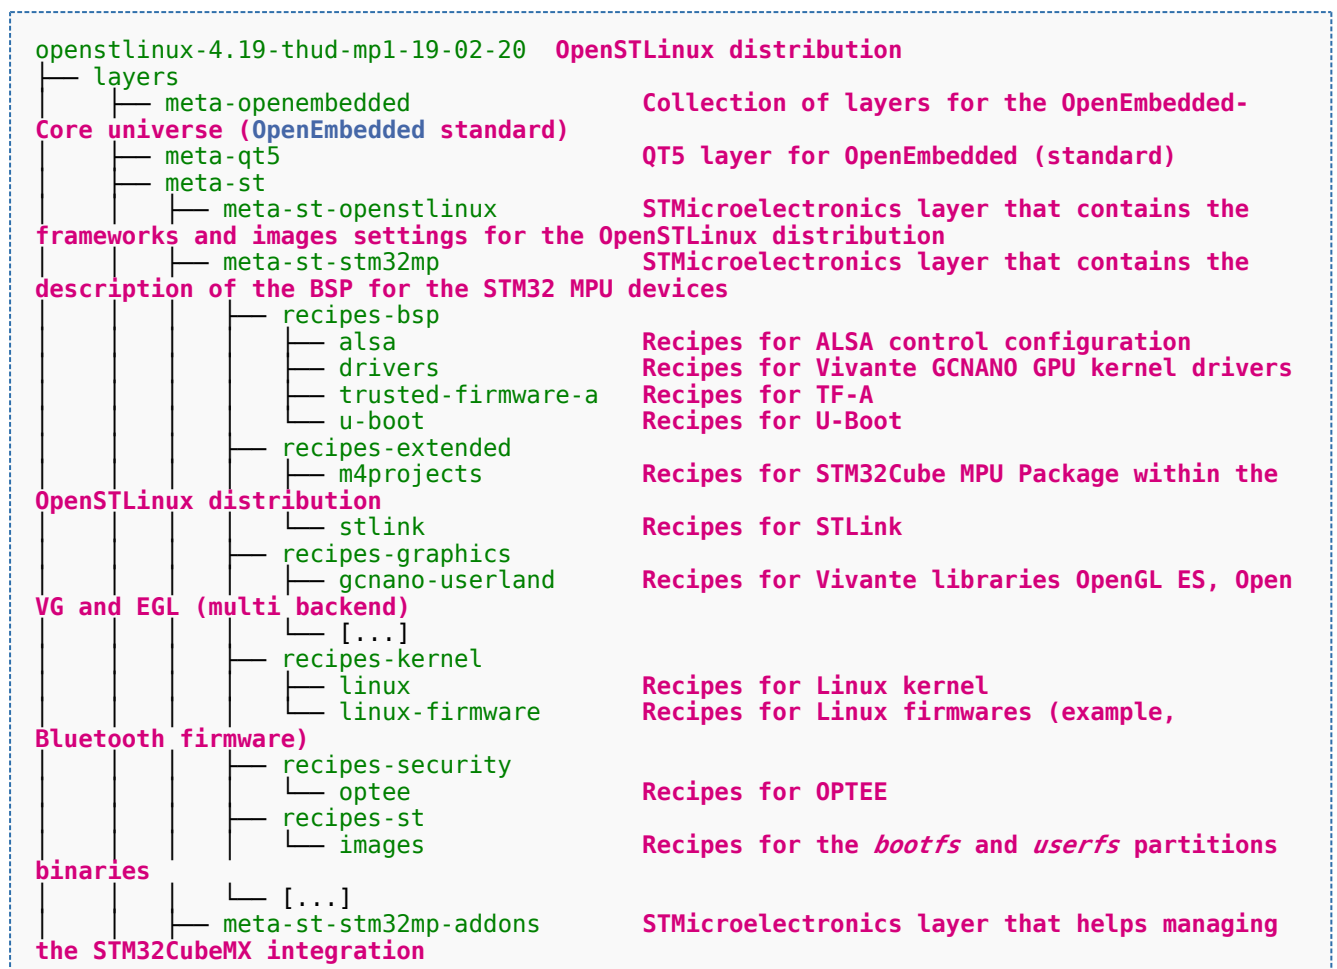 openstlinux-4.19-thud-mp1-19-02-20  OpenSTLinux distribution
├── layers
│    ├── meta-openembedded                Collection of layers for the OpenEmbedded-
Core universe (OpenEmbedded standard)
│    ├── meta-qt5                         QT5 layer for OpenEmbedded (standard)
│    ├── meta-st
│    │   ├── meta-st-openstlinux          STMicroelectronics layer that contains the
frameworks and images settings for the OpenSTLinux distribution
│    │   ├── meta-st-stm32mp              STMicroelectronics layer that contains the
description of the BSP for the STM32 MPU devices
│    │   │   ├── recipes-bsp
│    │   │   │   ├── alsa                 Recipes for ALSA control configuration
│    │   │   │   ├── drivers              Recipes for Vivante GCNANO GPU kernel drivers
│    │   │   │   ├── trusted-firmware-a   Recipes for TF-A
│    │   │   │   └── u-boot               Recipes for U-Boot
│    │   │   ├── recipes-extended
│    │   │   │   ├── m4projects           Recipes for STM32Cube MPU Package within the
OpenSTLinux distribution
│    │   │   │   └── stlink               Recipes for STLink
│    │   │   ├── recipes-graphics
│    │   │   │   ├── gcnano-userland      Recipes for Vivante libraries OpenGL ES, Open
VG and EGL (multi backend)
│    │   │   │   └── [...]
│    │   │   ├── recipes-kernel
│    │   │   │   ├── linux                Recipes for Linux kernel
│    │   │   │   └── linux-firmware       Recipes for Linux firmwares (example,
Bluetooth firmware)
│    │   │   ├── recipes-security
│    │   │   │   └── optee                Recipes for OPTEE
│    │   │   ├── recipes-st
│    │   │   │   └── images               Recipes for the bootfs and userfs partitions
binaries
│    │   │   └── [...]
│    │   ├── meta-st-stm32mp-addons       STMicroelectronics layer that helps managing
the STM32CubeMX integration